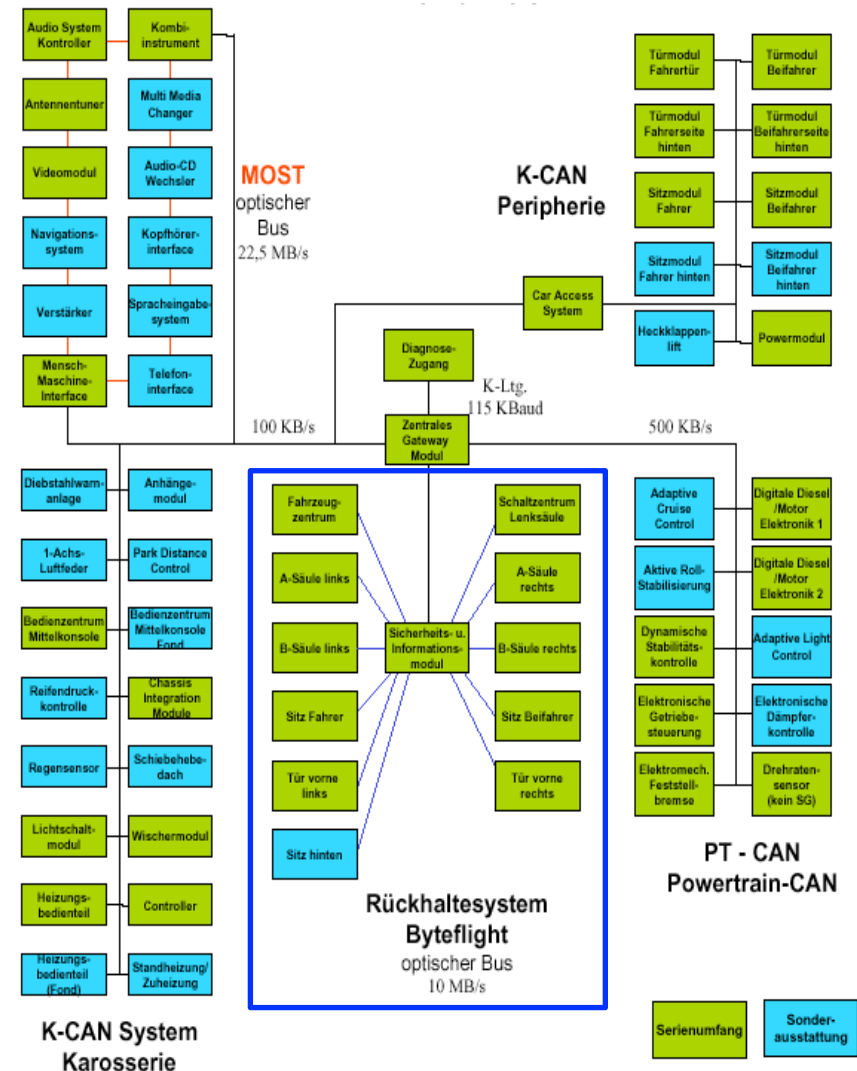 Audio System
Kontroller
Kombi-
instrument
Antennentuner
Multi Media
Changer
Videomodul
Audio-CD
Wechsler
Navigations-
system
Kopfhörer-
interface
Verstärker
Spracheingabe-
system
Mensch-
Maschine-
Interface
Telefon-
interface
MOST
optischer
Bus
22,5 MB/s
K-CAN
Peripherie
Türmodul
Fahrertür
Türmodul
Beifahrer
Türmodul
Fahrerseite
hinten
Türmodul
Beifahrerseite
hinten
Sitzmodul
Fahrer
Sitzmodul
Beifahrer
Sitzmodul
Fahrer hinten
Sitzmodul
Beifahrer
hinten
Heckklappen-
lift
Powermodul
Car Access
System
Diagnose-
Zugang
K-Ltg.
115 KBaud
100 KB/s
Zentrales
Gateway
Modul
500 KB/s
Diebstahlwarn-
anlage
Anhänge-
modul
1-Achs-
Luftfeder
Park Distance
Control
Bedienzentrum
Mittelkonsole
Bedienzentrum
Mittelkonsole
Fond
Reifendruck-
kontrolle
Chassis
Integration
Module
Regensensor
Schiebehebe-
dach
Lichtschalt-
modul
Wischermodul
Heizungs-
bedienteil
Controller
Heizungs-
bedienteil
(Fond)
Standheizung/
Zuheizung
K-CAN System
Karosserie
Fahrzeug-
zentrum
Schaltzentrum
Lenksäule
A-Säule links
A-Säule
rechts
B-Säule links
Sicherheits- u.
Informations-
modul
B-Säule rechts
Sitz Fahrer
Sitz Beifahrer
Tür vorne
links
Tür vorne
rechts
Sitz hinten
Rückhaltesystem
Byteflight
optischer Bus
10 MB/s
Adaptive
Cruise
Control
Digitale Diesel
/Motor
Elektronik 1
Aktive Roll-
Stabilisierung
Digitale Diesel
/Motor
Elektronik 2
Dynamische
Stabilitäts-
kontrolle
Adaptive Light
Control
Elektronische
Getriebe-
steuerung
Elektronische
Dämpfer-
kontrolle
Elektromech.
Feststell-
bremse
Drehraten-
sensor
(kein SG)
PT - CAN
Powertrain-CAN
Serienumfang
Sonder-
ausstattung